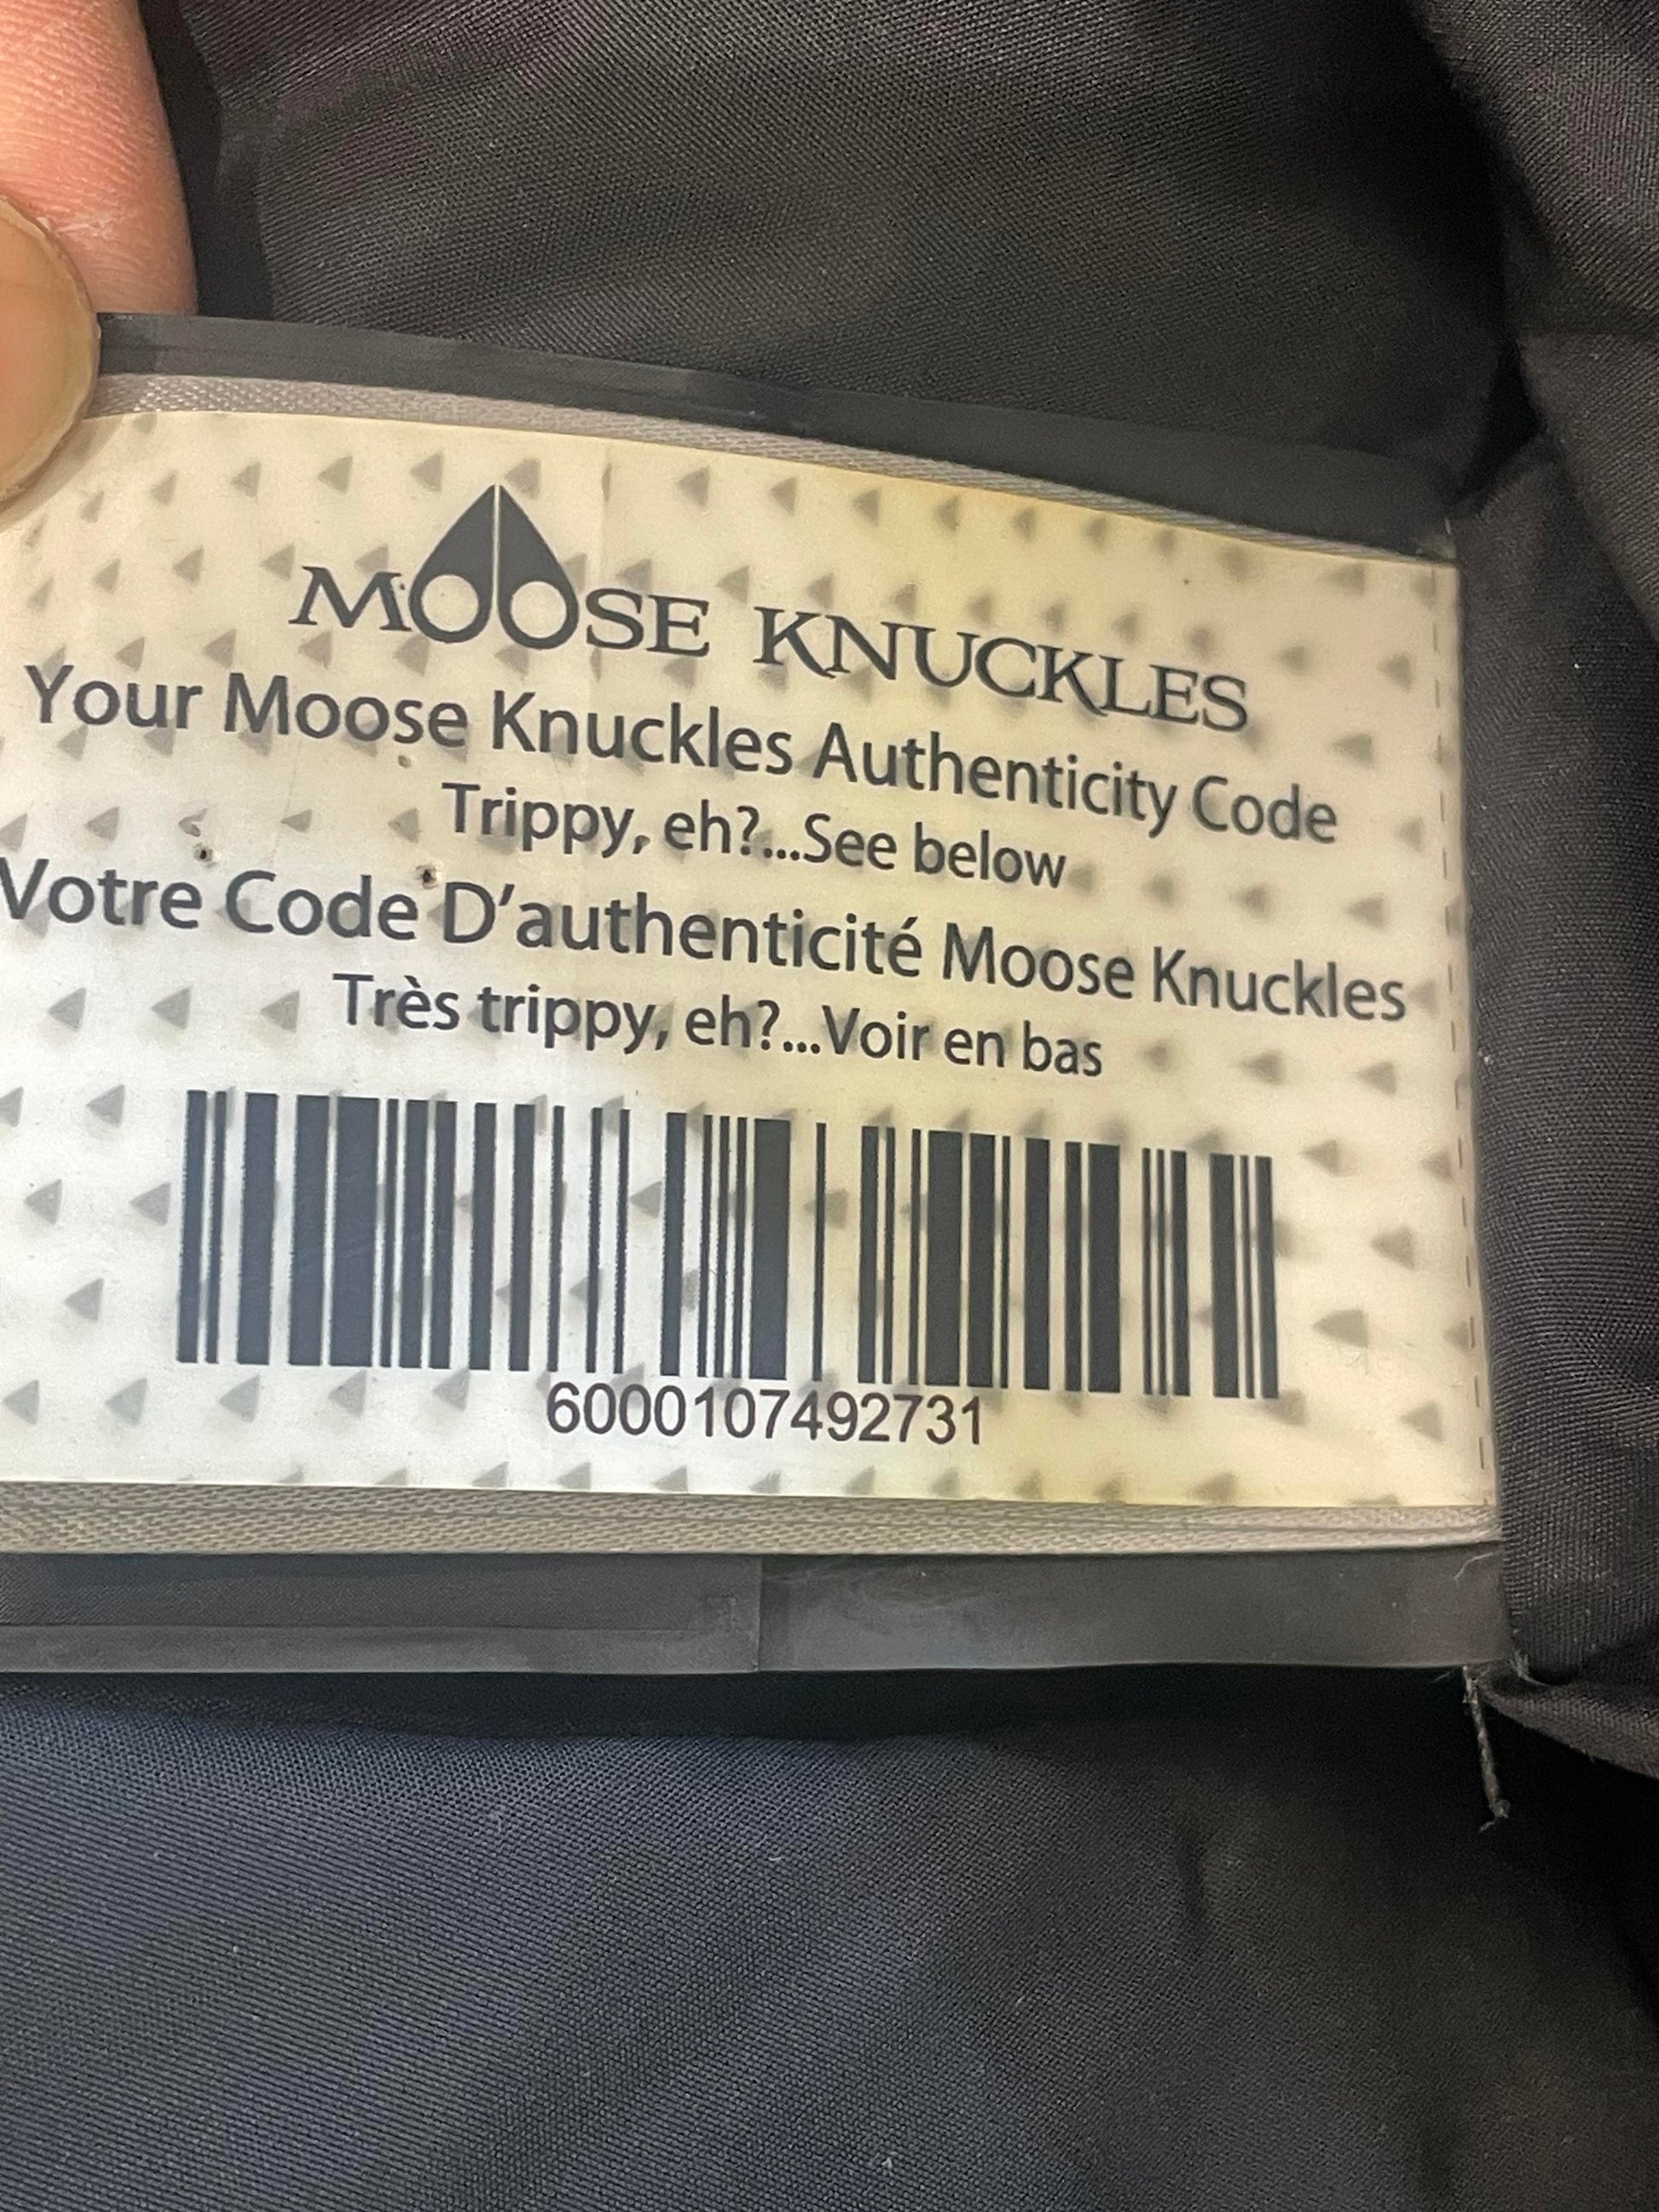 MOOSE KNUCKLES
Your Moose Knuckles Authenticity Code
Trippy, eh?...See below
Votre Code D'authenticité Moose Knuckles
Très trippy, eh?...Voir en bas
6000107492731